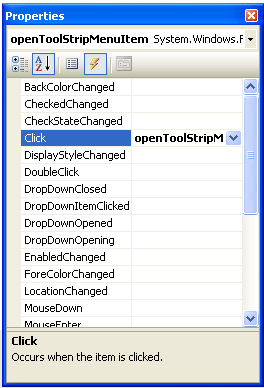 Properties
openToolStripMenuItem System.Windows.F
BackColorChanged
CheckedChanged
CheckStateChanged
Click openToolStripM
DisplayStyleChanged
DoubleClick
DropDownClosed
DropDownItemClicked
DropDownOpened
DropDownOpening
EnabledChanged
ForeColorChanged
LocationChanged
MouseDown
MouseEnter
Click
Occurs when the item is clicked.